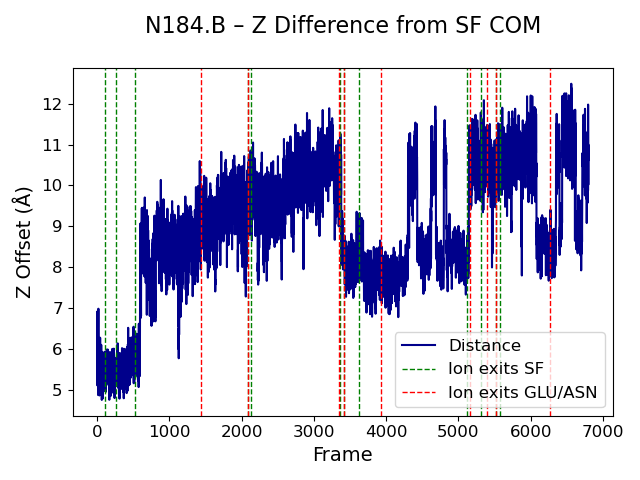 N184.B – Z Difference from SF COM
Z Offset (Å)
12
11
10
9
8
7
6
5
Distance
Ion exits SF
Ion exits GLU/ASN
0 1000 2000 3000 4000 5000 6000 7000
Frame